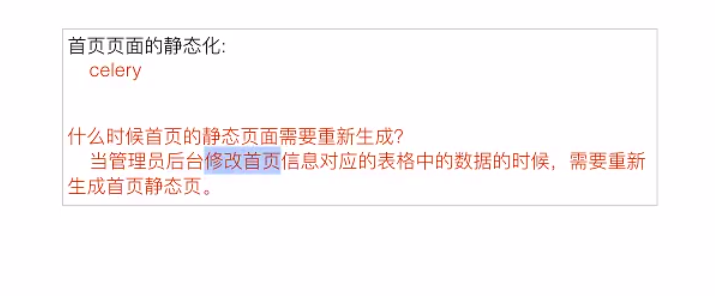 首页页面的静态化:
celery
什么时候首页的静态页面需要重新生成?
当管理员后台修改首页信息对应的表格中的数据的时候，需要重新
生成首页静态页。